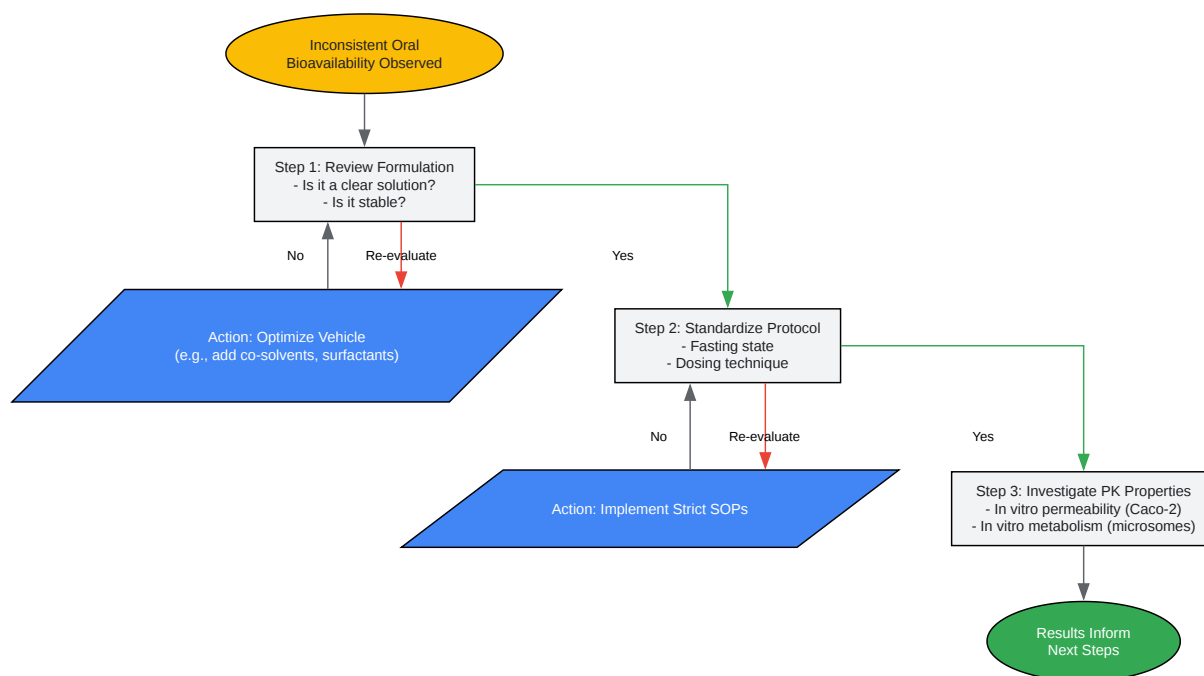 Inconsistent Oral
Bioavailability Observed
Step 1: Review Formulation
- Is it a clear solution?
- Is it stable?
No
Re-evaluate
Yes
Action: Optimize Vehicle
(e.g., add co-solvents, surfactants)
Step 2: Standardize Protocol
- Fasting state
- Dosing technique
No
Re-evaluate
Yes
Action: Implement Strict SOPs
Step 3: Investigate PK Properties
- In vitro permeability (Caco-2)
- In vitro metabolism (microsomes)
Results Inform
Next Steps